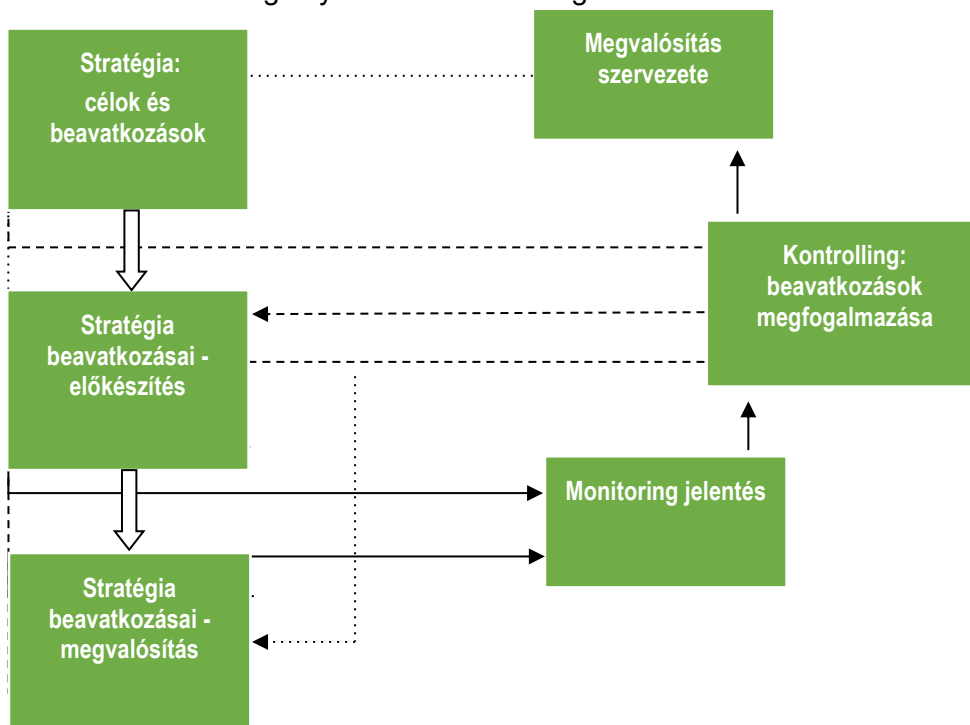 Stratégia:
célok és
beavatkozások
Megvalósítás
szervezete
Kontrolling:
beavatkozások
megfogalmazása
Stratégia
beavatkozásai -
előkészítés
Monitoring jelentés
Stratégia
beavatkozásai -
megvalósítás